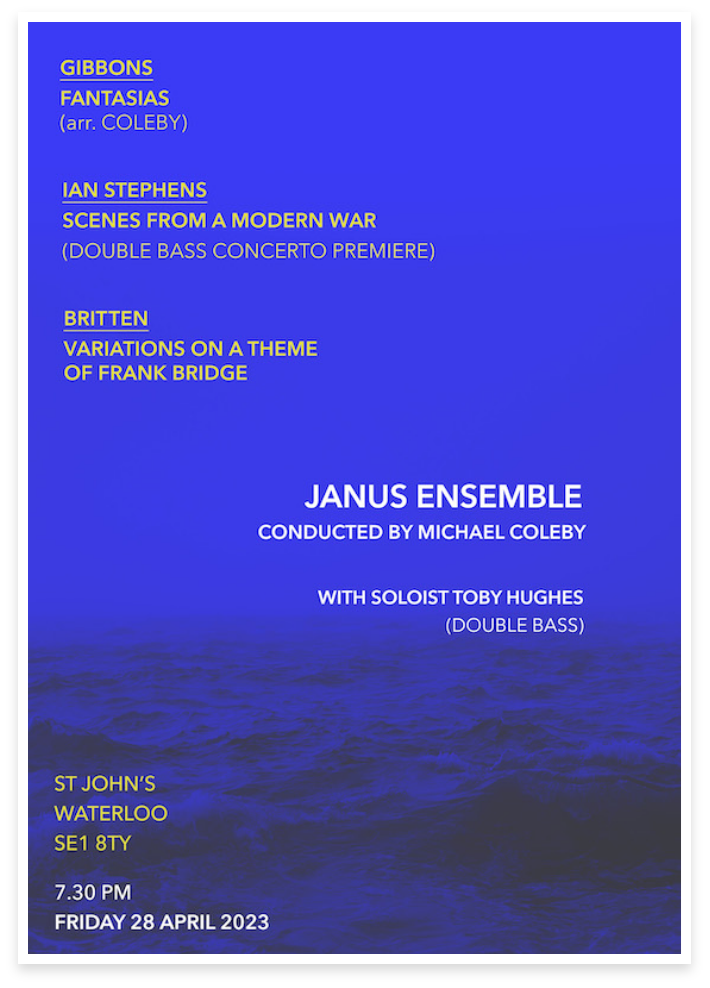 GIBBONS
FANTASIAS
(arr. COLEBY)
IAN STEPHENS
SCENES FROM A MODERN WAR
(DOUBLE BASS CONCERTO PREMIERE)
BRITTEN
VARIATIONS ON A THEME
OF FRANK BRIDGE
JANUS ENSEMBLE
CONDUCTED BY MICHAEL COLEBY
WITH SOLOIST TOBY HUGHES
(DOUBLE BASS)
ST JOHN’S
WATERLOO
SE1 8TY
7.30 PM
FRIDAY 28 APRIL 2023